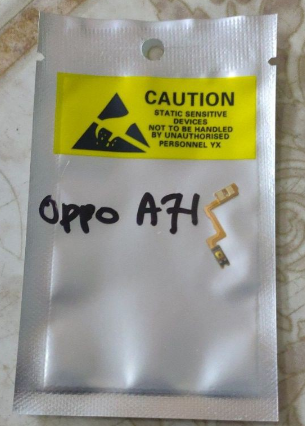 CAUTION
STATIC SENSITIVE
DEVICES
NOT TO BE HANDLED
BY UNAUTHORISED
PERSONNEL YX
Oppo A71